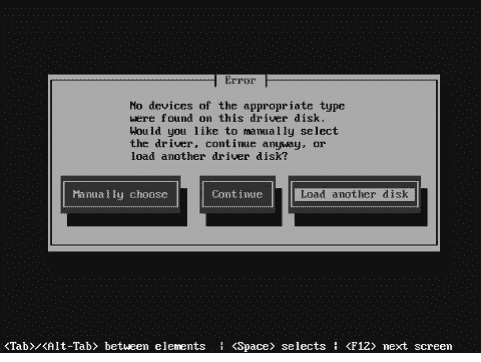 Error
No devices of the appropriate type
were found on this driver disk.
Would you like to manually select
the driver, continue anyway, or
load another driver disk?
Manually choose Continue Load another disk
<Tab>/<Alt-Tab> between elements | <Space> selects | <F12> next screen